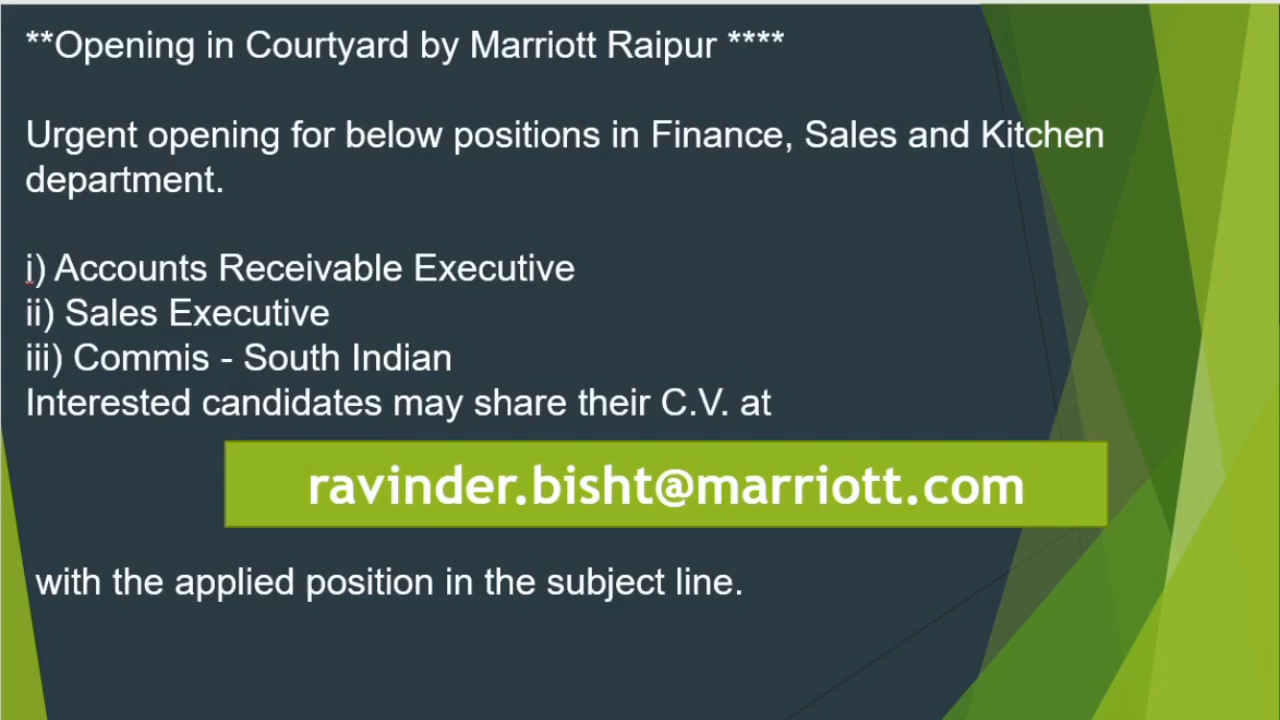 **Opening in Courtyard by Marriott Raipur ****
Urgent opening for below positions in Finance, Sales and Kitchen
department.
i) Accounts Receivable Executive
ii) Sales Executive
iii) Commis - South Indian
Interested candidates may share their C.V. at
ravinder.bisht@marriott.com
with the applied position in the subject line.